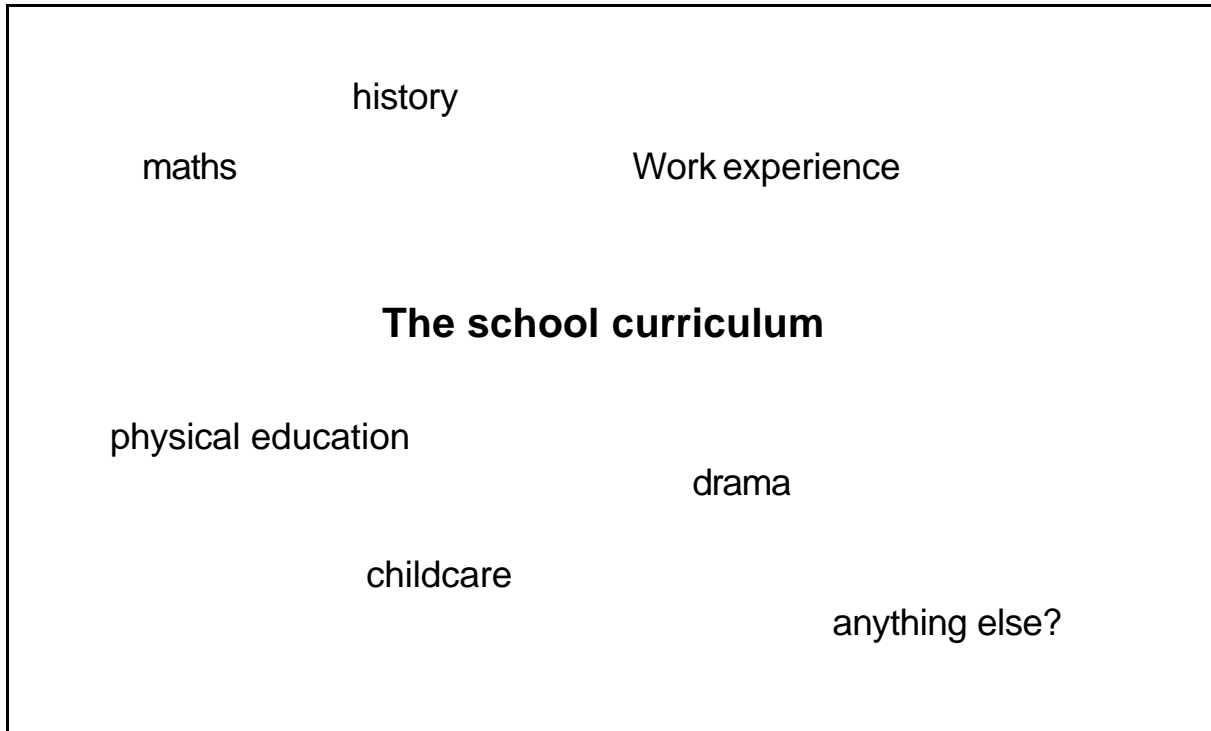 history
maths Work experience
The school curriculum
physical education
drama
childcare
anything else?